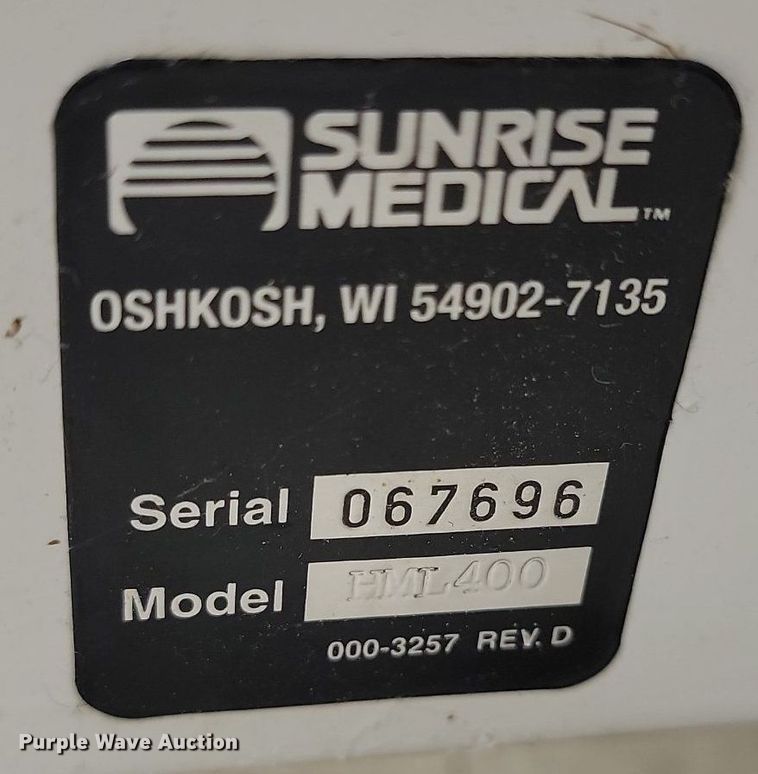 SUNRISE
MEDICAL™
OSHKOSH, WI 54902-7135
Serial 067696
Model HML400
000-3257 REV. D
Purple Wave Auction